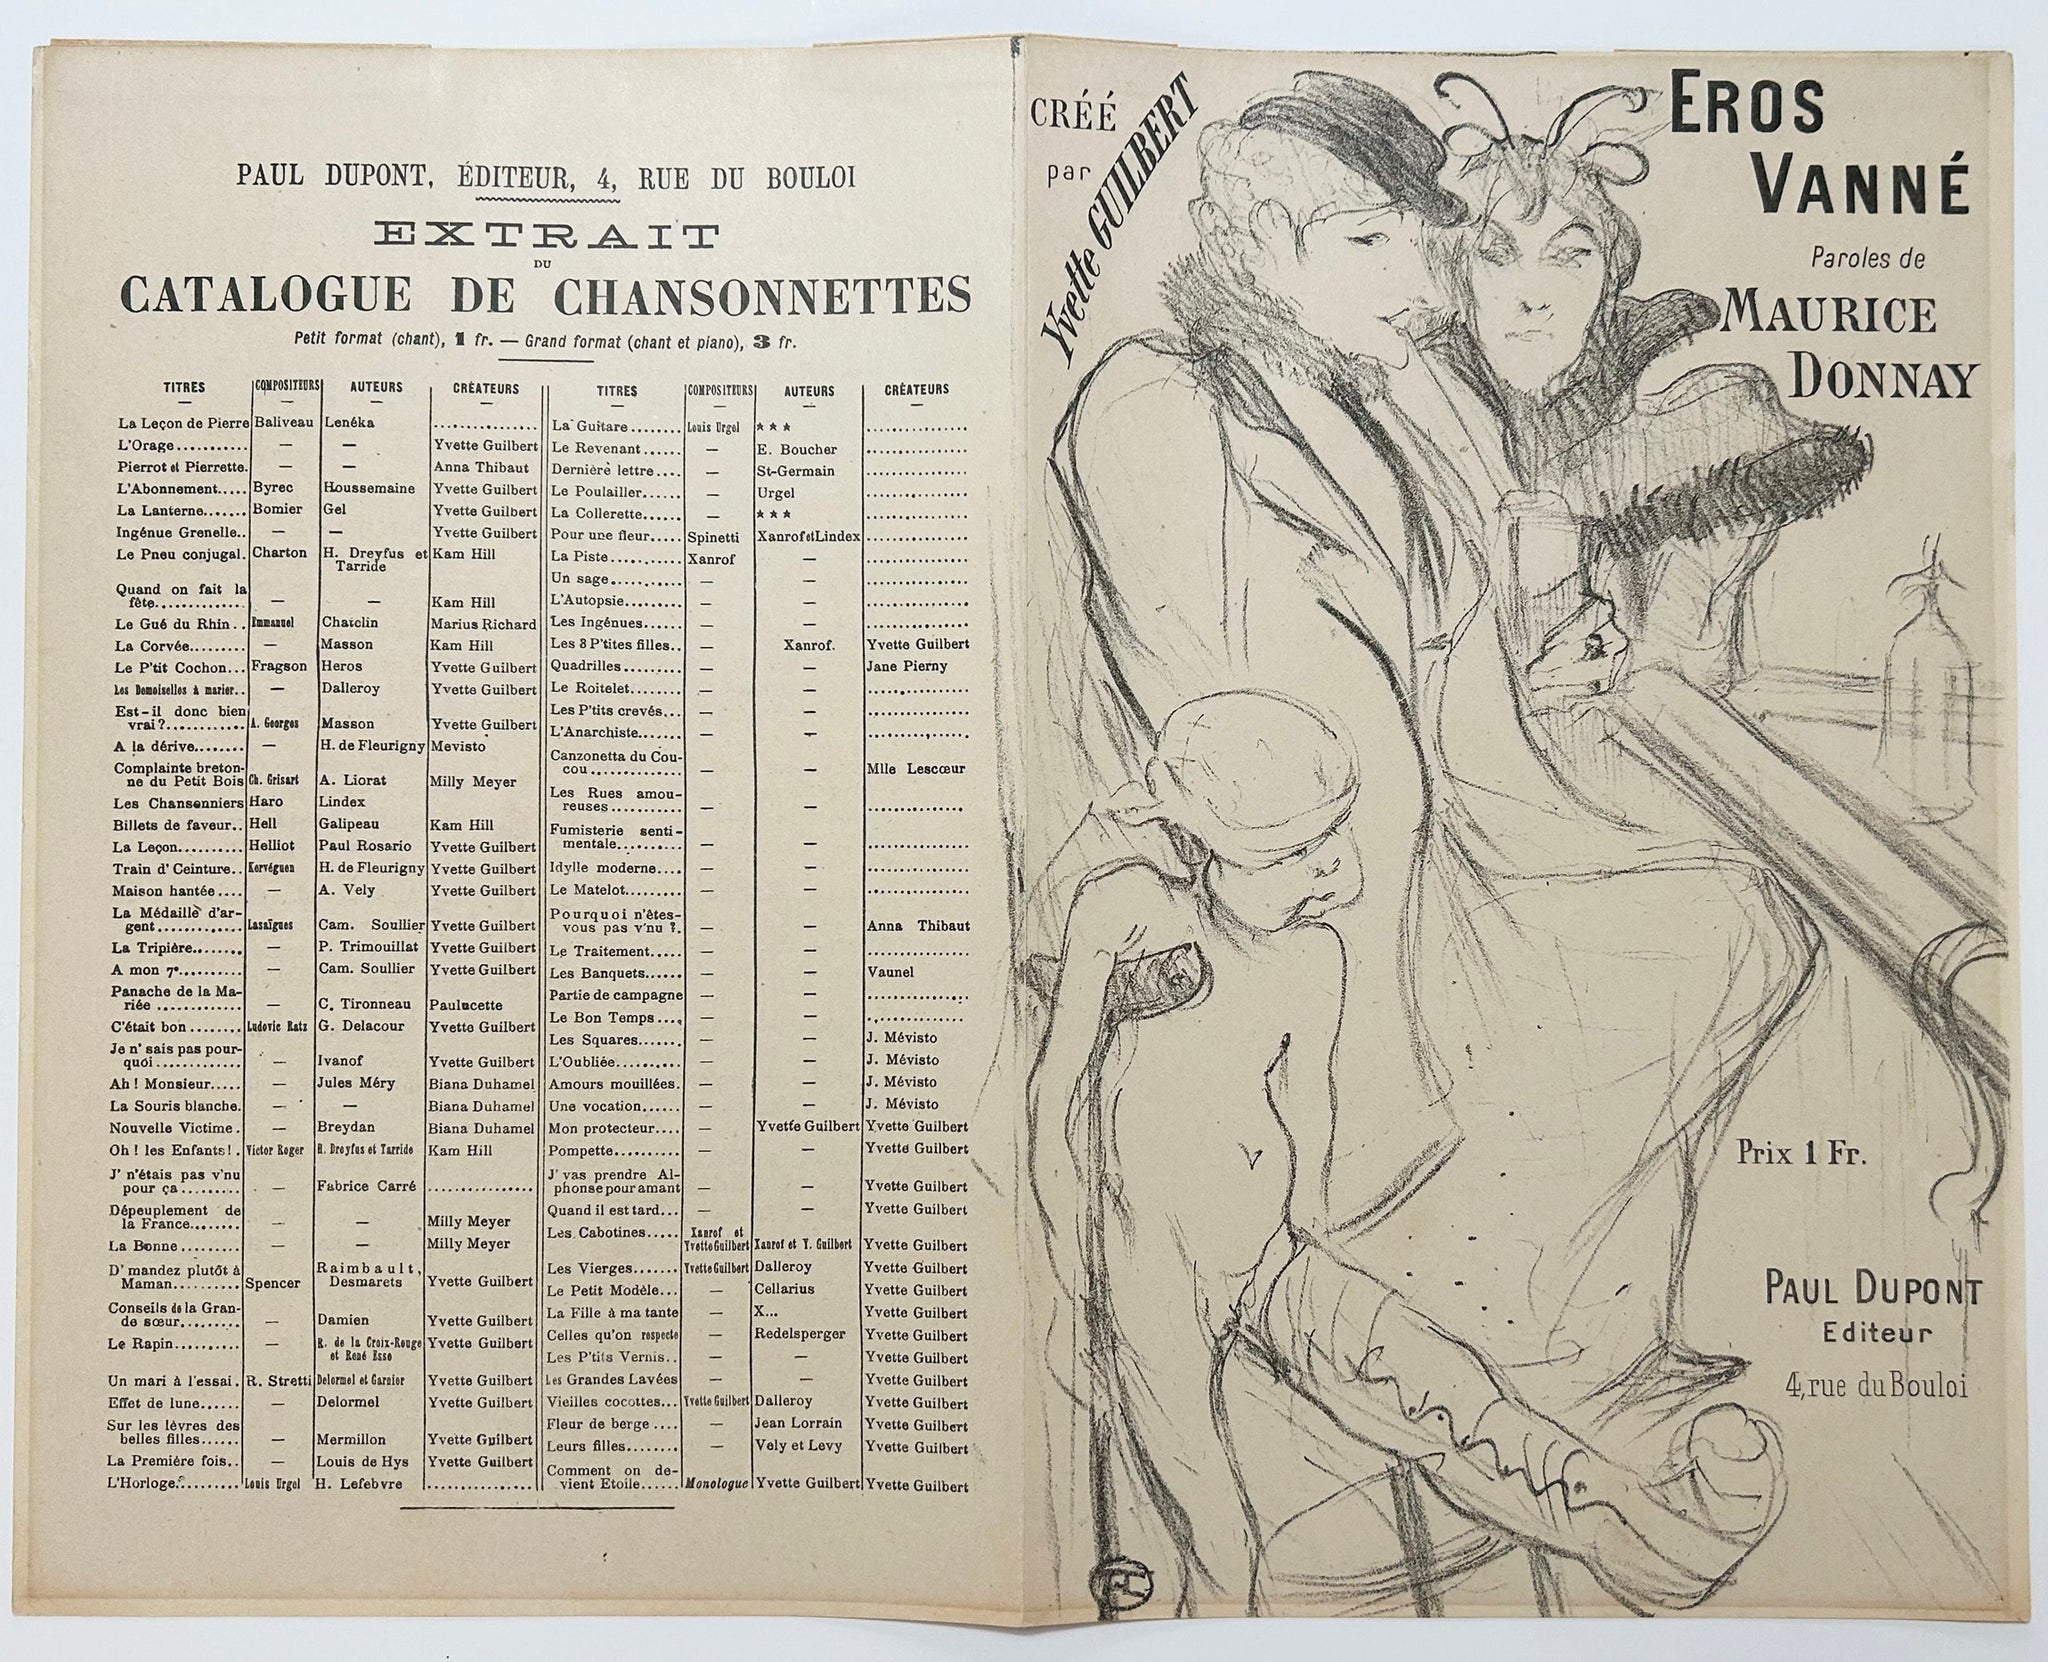 PAUL DUPONT, ÉDITEUR, 4, RUE DU BOULOI
EXTRAIT
DU
CATALOGUE DE CHANSONNETTES
Petit format (chant), 1 fr. — Grand format (chant et piano), 3 fr.
TITRES COMPOSITEURS AUTEURS CRÉATEURS
La Leçon de Pierre Baliveau Lenéka ................
L'Orage............ — — Yvette Guilbert
Pierrot et Pierrette. — — Anna Thibaut
L'Abonnement..... Byrec Houssemaine Yvette Guilbert
La Lanterne....... Bomier Gel Yvette Guilbert
Ingénue Grenelle.. — — Yvette Guilbert
Le Pneu conjugal. Charton H. Dreyfus et Kam Hill
Tarride
Quand on fait la
fête.............. — — Kam Hill
Le Gué du Rhin.. Emmanuel Chatelin Marius Richard
La Corvée......... — Masson Kam Hill
Le P'tit Cochon... Fragson Heros Yvette Guilbert
Les Demoiselles à marier.. — Dalleroy Yvette Guilbert
Est-il donc bien
vrai?............ A. Georges Masson Yvette Guilbert
A la dérive........ — H. de Fleurigny Mevisto
Complainte breton-
ne du Petit Bois Ch. Grisart A. Liorat Milly Meyer
Les Chansonniers Haro Lindex
Billets de faveur.. Hell Galipeau Kam Hill
La Leçon.......... Helliot Paul Rosario Yvette Guilbert
Train d'Ceinture.. Kervéguen H. de Fleurigny Yvette Guilbert
Maison hantée.... — A. Vely Yvette Guilbert
La Médaille d'ar-
gent............. Lasaïgues Cam. Soullier Yvette Guilbert
La Tripière........ — P. Trimouillat Yvette Guilbert
A mon 7e.......... — Cam. Soullier Yvette Guilbert
Panache de la Ma-
riée ............ — C. Tironneau Paulacette
C'était bon ........ Ludovic Ratz G. Delacour Yvette Guilbert
Je n'sais pas pour-
quoi............. — Ivanof Yvette Guilbert
Ah! Monsieur..... — Jules Méry Biana Duhamel
La Souris blanche. — — Biana Duhamel
Nouvelle Victime . — Breydan Biana Duhamel
Oh! les Enfants! . Victor Roger H. Dreyfus et Tarride Kam Hill
J'n'étais pas v'nu
pour ça......... — Fabrice Carré ................
Dépeuplement de
la France....... — — Milly Meyer
La Bonne ......... — — Milly Meyer
D'mandez plutôt à Raimbault,
Maman.......... Spencer Desmarets Yvette Guilbert
Conseils de la Gran-
de sœur......... — Damien Yvette Guilbert
Le Rapin.......... — R. de la Croix-Rouge Yvette Guilbert
et René Esse
Un mari à l'essai. R. Stretti Delormel et Garnier Yvette Guilbert
Effet de lune...... — Delormel Yvette Guilbert
Sur les lèvres des
belles filles...... — Mermillon Yvette Guilbert
La Première fois.. — Louis de Hys Yvette Guilbert
L'Horloge.......... Louis Urgel H. Lefebvre ................
TITRES COMPOSITEURS AUTEURS CRÉATEURS
La Guitare........ Louis Urgel *** ...............
Le Revenant...... — E. Boucher ...............
Dernière lettre.... — St-Germain ...............
Le Poulailler...... — Urgel ...............
La Collerette...... — *** ...............
Pour une fleur..... Spinetti Xanrof et Lindex ...............
La Piste........... Xanrof — ...............
Un sage........... — — ...............
L'Autopsie........ — — ...............
Les Ingénues...... — — ...............
Les 3 P'tites filles.. — Xanrof. Yvette Guilbert
Quadrilles........ — — Jane Pierny
Le Roitelet........ — — ...............
Les P'tits crevés... — — ...............
L'Anarchiste...... — — ...............
Canzonetta du Cou-
cou.............. — — Mlle Lescœur
Les Rues amou-
reuses........... — — ...............
Fumisterie senti-
mentale.......... — — ...............
Idylle moderne.... — — ...............
Le Matelot........ — — ...............
Pourquoi n'êtes-
vous pas v'nu ?. — — Anna Thibaut
Le Traitement..... — — ...............
Les Banquets...... — — Vaunel
Partie de campagne — — ...............
Le Bon Temps.... — — ...............
Les Squares....... — — J. Mévisto
L'Oubliée......... — — J. Mévisto
Amours mouillées. — — J. Mévisto
Une vocation...... — — J. Mévisto
Mon protecteur.... — Yvette Guilbert Yvette Guilbert
Pompette.......... — — Yvette Guilbert
J'vas prendre Al-
phonse pour amant — — Yvette Guilbert
Quand il est tard... — — Yvette Guilbert
Les Cabotines..... Xanrof et
Yvette Guilbert Xanrof et Y. Guilbert Yvette Guilbert
Les Vierges....... Yvette Guilbert Dalleroy Yvette Guilbert
Le Petit Modèle... — Cellarius Yvette Guilbert
La Fille à ma tante — X... Yvette Guilbert
Celles qu'on respecte — Redelsperger Yvette Guilbert
Les P'tits Vernis.. — — Yvette Guilbert
Les Grandes Lavées — — Yvette Guilbert
Vieilles cocottes... Yvette Guilbert Dalleroy Yvette Guilbert
Fleur de berge .... — Jean Lorrain Yvette Guilbert
Leurs filles........ — Vely et Levy Yvette Guilbert
Comment on de-
vient Etoile...... Monologue Yvette Guilbert Yvette Guilbert
CRÉÉ
par
Yvette GUILBERT
EROS
VANNÉ
Paroles de
MAURICE
DONNAY
Prix 1 Fr.
PAUL DUPONT
Editeur
4, rue du Bouloi